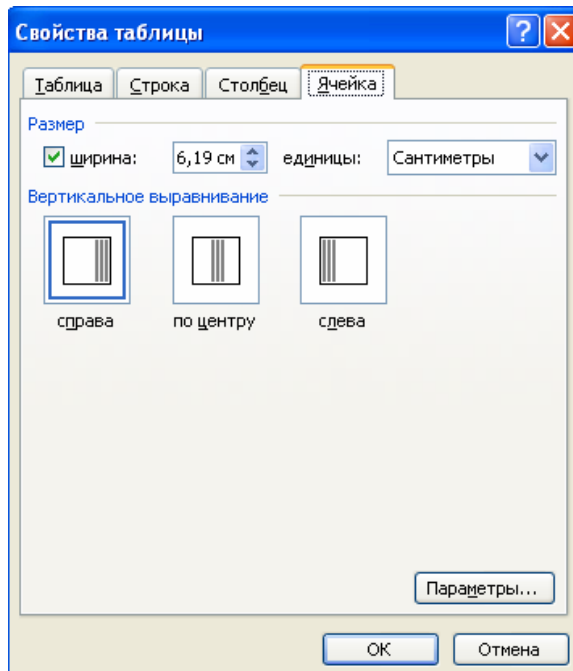 Свойства таблицы
Таблица Строка Столбец Ячейка
Размер
ширина: 6,19 см единицы: Сантиметры
Вертикальное выравнивание
справа по центру слева
Параметры...
ОК Отмена